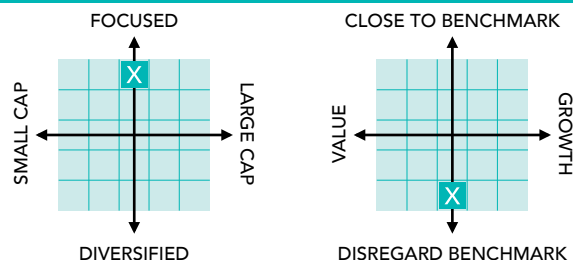 FOCUSED
SMALL CAP
X
LARGE CAP
DIVERSIFIED
CLOSE TO BENCHMARK
VALUE
GROWTH
X
DISREGARD BENCHMARK